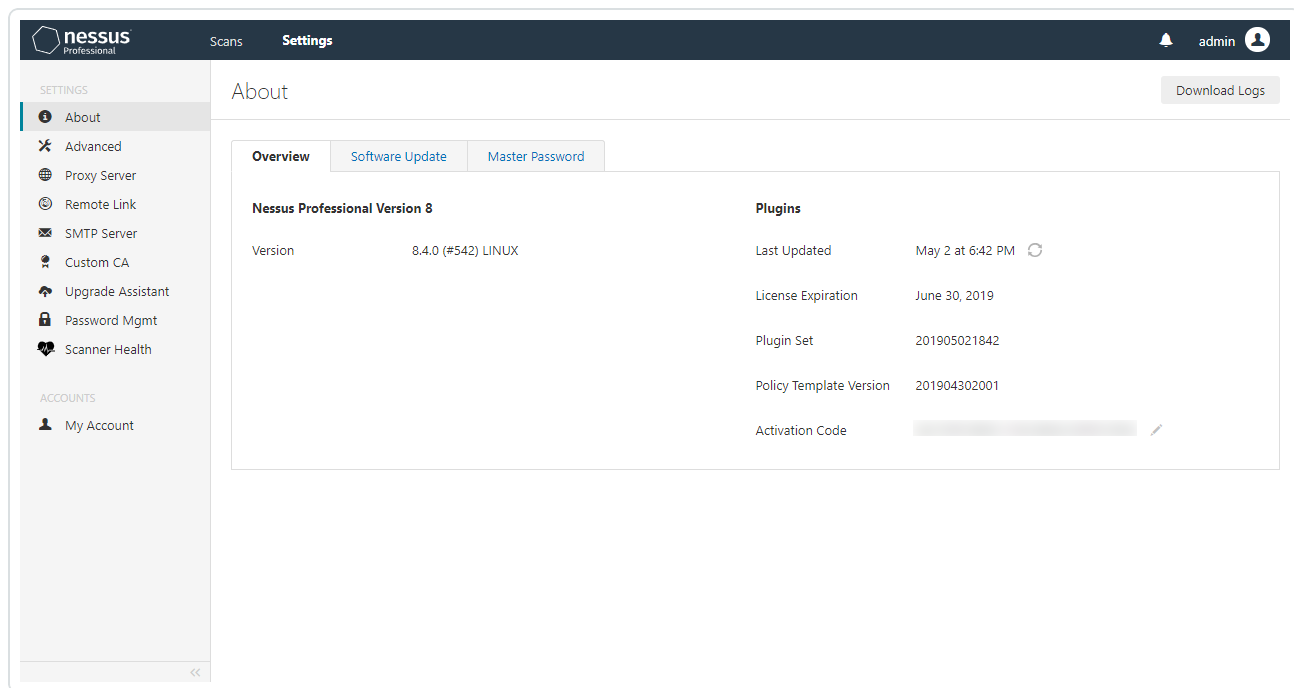 nessus
Professional
Scans
Settings
admin
SETTINGS
About
Advanced
Proxy Server
Remote Link
SMTP Server
Custom CA
Upgrade Assistant
Password Mgmt
Scanner Health
ACCOUNTS
My Account
About
Download Logs
Overview
Software Update
Master Password
Nessus Professional Version 8
Version 8.4.0 (#542) LINUX
Plugins
Last Updated May 2 at 6:42 PM
License Expiration June 30, 2019
Plugin Set 201905021842
Policy Template Version 201904302001
Activation Code